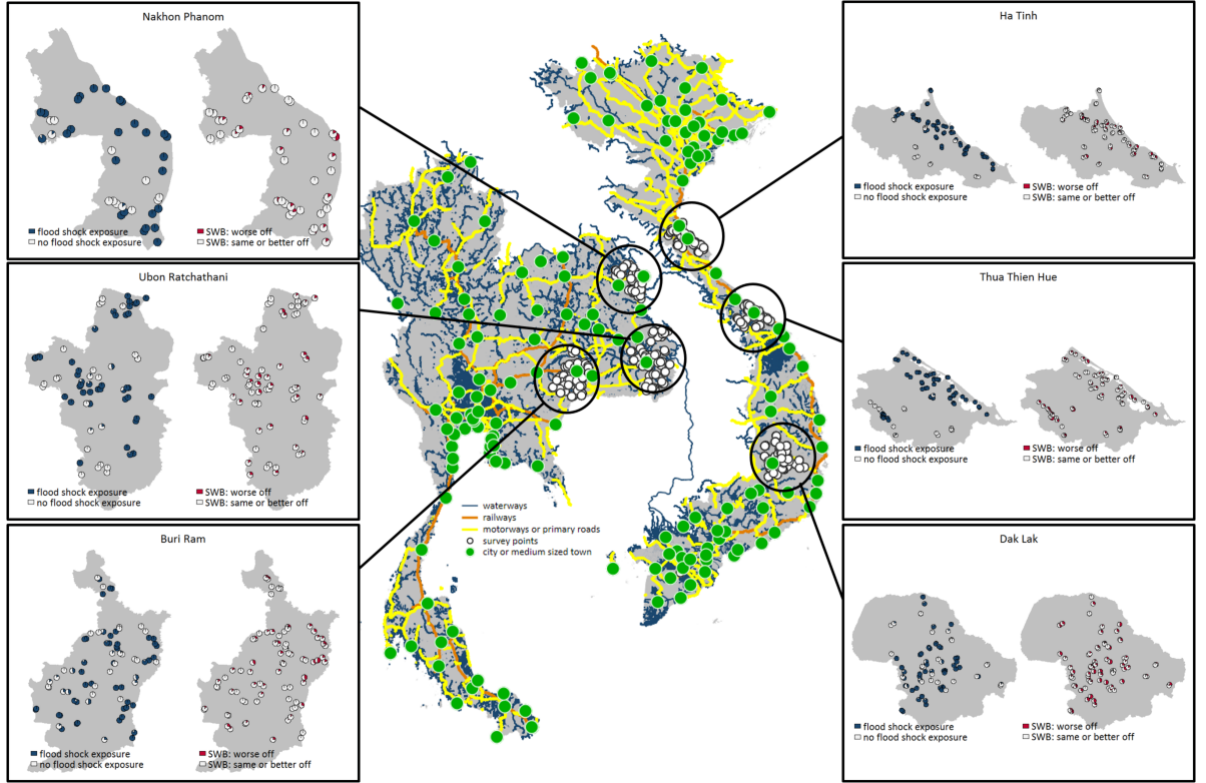 Nakhon Phanom
flood shock exposure
no flood shock exposure
SWB: worse off
SWB: same or better off
Ubon Ratchathani
flood shock exposure
no flood shock exposure
SWB: worse off
SWB: same or better off
Buri Ram
flood shock exposure
no flood shock exposure
SWB: worse off
SWB: same or better off
waterways
railways
motorways or primary roads
survey points
city or medium sized town
Ha Tinh
flood shock exposure
no flood shock exposure
SWB: worse off
SWB: same or better off
Thua Thien Hue
flood shock exposure
no flood shock exposure
SWB: worse off
SWB: same or better off
Dak Lak
flood shock exposure
no flood shock exposure
SWB: worse off
SWB: same or better off